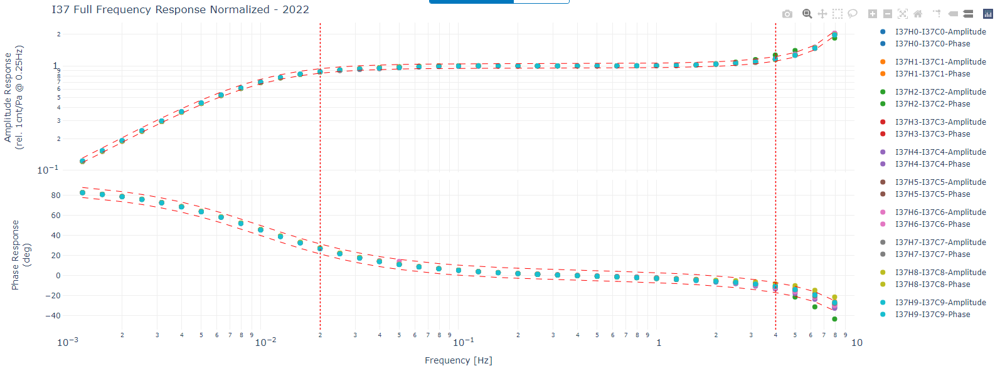 I37 Full Frequency Response Normalized - 2022
Amplitude Response
(rel. 1cnt/Pa @ 0.25Hz)
2
1
9
8
7
6
5
4
3
2
10−1
Phase Response
(deg)
80
60
40
20
0
−20
−40
10−3 2 3 4 5 6 7 8 9 10−2 2 3 4 5 6 7 8 9 10−1 2 3 4 5 6 7 8 9 1 2 3 4 5 6 7 8 9 10
Frequency [Hz]
I37H0-I37C0-Amplitude
I37H0-I37C0-Phase
I37H1-I37C1-Amplitude
I37H1-I37C1-Phase
I37H2-I37C2-Amplitude
I37H2-I37C2-Phase
I37H3-I37C3-Amplitude
I37H3-I37C3-Phase
I37H4-I37C4-Amplitude
I37H4-I37C4-Phase
I37H5-I37C5-Amplitude
I37H5-I37C5-Phase
I37H6-I37C6-Amplitude
I37H6-I37C6-Phase
I37H7-I37C7-Amplitude
I37H7-I37C7-Phase
I37H8-I37C8-Amplitude
I37H8-I37C8-Phase
I37H9-I37C9-Amplitude
I37H9-I37C9-Phase